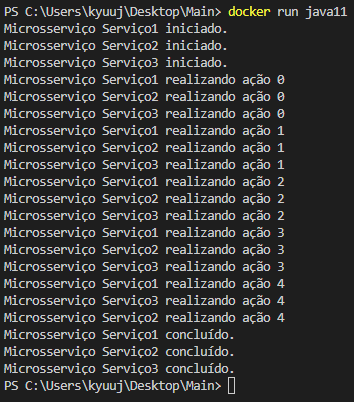 PS C:\Users\kyuuj\Desktop\Main> docker run java11
Microsserviço Serviço1 iniciado.
Microsserviço Serviço2 iniciado.
Microsserviço Serviço3 iniciado.
Microsserviço Serviço1 realizando ação 0
Microsserviço Serviço2 realizando ação 0
Microsserviço Serviço3 realizando ação 0
Microsserviço Serviço1 realizando ação 1
Microsserviço Serviço2 realizando ação 1
Microsserviço Serviço3 realizando ação 1
Microsserviço Serviço1 realizando ação 2
Microsserviço Serviço3 realizando ação 2
Microsserviço Serviço2 realizando ação 2
Microsserviço Serviço1 realizando ação 3
Microsserviço Serviço2 realizando ação 3
Microsserviço Serviço3 realizando ação 3
Microsserviço Serviço1 realizando ação 4
Microsserviço Serviço3 realizando ação 4
Microsserviço Serviço2 realizando ação 4
Microsserviço Serviço1 concluído.
Microsserviço Serviço2 concluído.
Microsserviço Serviço3 concluído.
PS C:\Users\kyuuj\Desktop\Main>